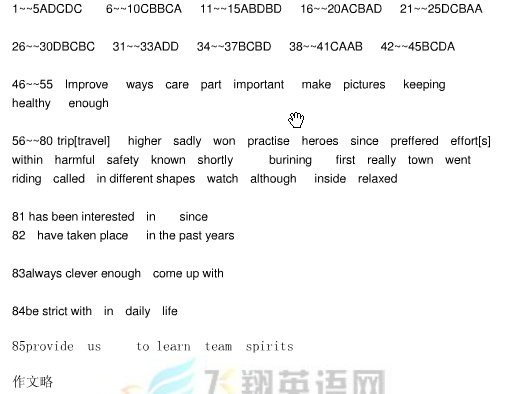 1~~5ADCDC 6~~10CBBCA 11~~15ABDBD 16~~20ACBAD 21~~25DCBAA
26~~30DBCBC 31~~33ADD 34~~37BCBD 38~~41CAAB 42~~45BCDA
46~~55 Improve ways care part important make pictures keeping
healthy enough
56~~80 trip[travel] higher sadly won practise heroes since preffered effort[s]
within harmful safety known shortly burining first really town went
riding called in different shapes watch although inside relaxed
81 has been interested in since
82 have taken place in the past years
83always clever enough come up with
84be strict with in daily life
85provide us to learn team spirits
作文略
飞翔英语网